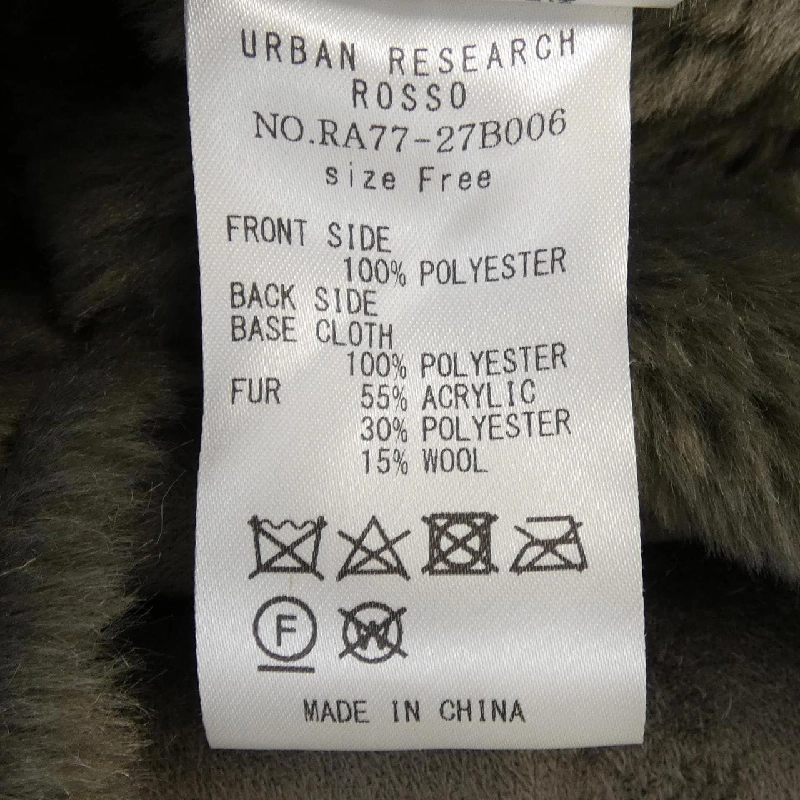 URBAN RESEARCH
ROSSO
NO.RA77-27B006
size Free
FRONT SIDE
100% POLYESTER
BACK SIDE
BASE CLOTH
100% POLYESTER
FUR 55% ACRYLIC
30% POLYESTER
15% WOOL
F W
MADE IN CHINA